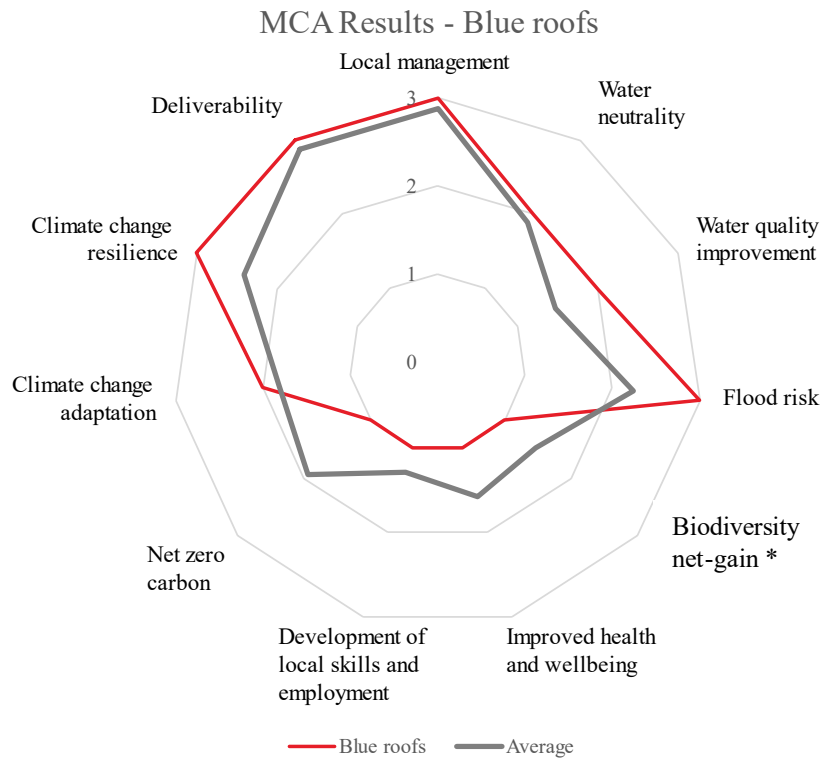 MCA Results - Blue roofs
Local management
Water
neutrality
Water quality
improvement
Flood risk
Biodiversity
net-gain *
Improved health
and wellbeing
Development of
local skills and
employment
Net zero
carbon
Climate change
adaptation
Climate change
resilience
Deliverability
3
2
1
0
Blue roofs
Average